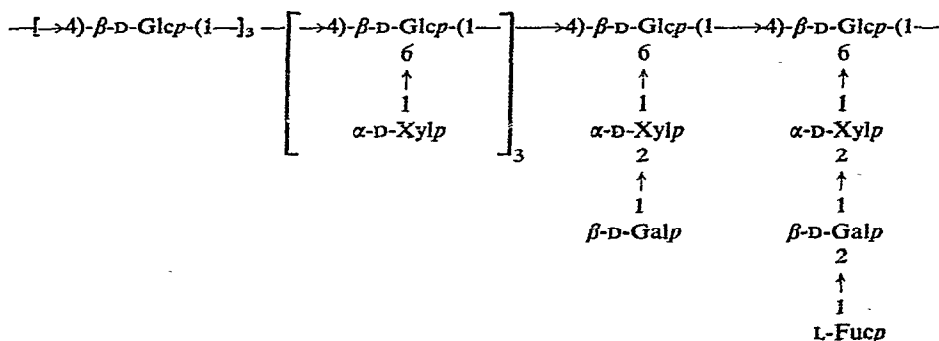 —[—→4)-β-D-Glcp-(1—]₃ —[—→4)-β-D-Glcp-(1—]₃—→4)-β-D-Glcp-(1—→4)-β-D-Glcp-(1—
6 6 6
↑ ↑ ↑
1 1 1
α-D-Xylp α-D-Xylp α-D-Xylp
2 2
↑ ↑
1 1
β-D-Galp β-D-Galp
2
↑
1
L-Fucp